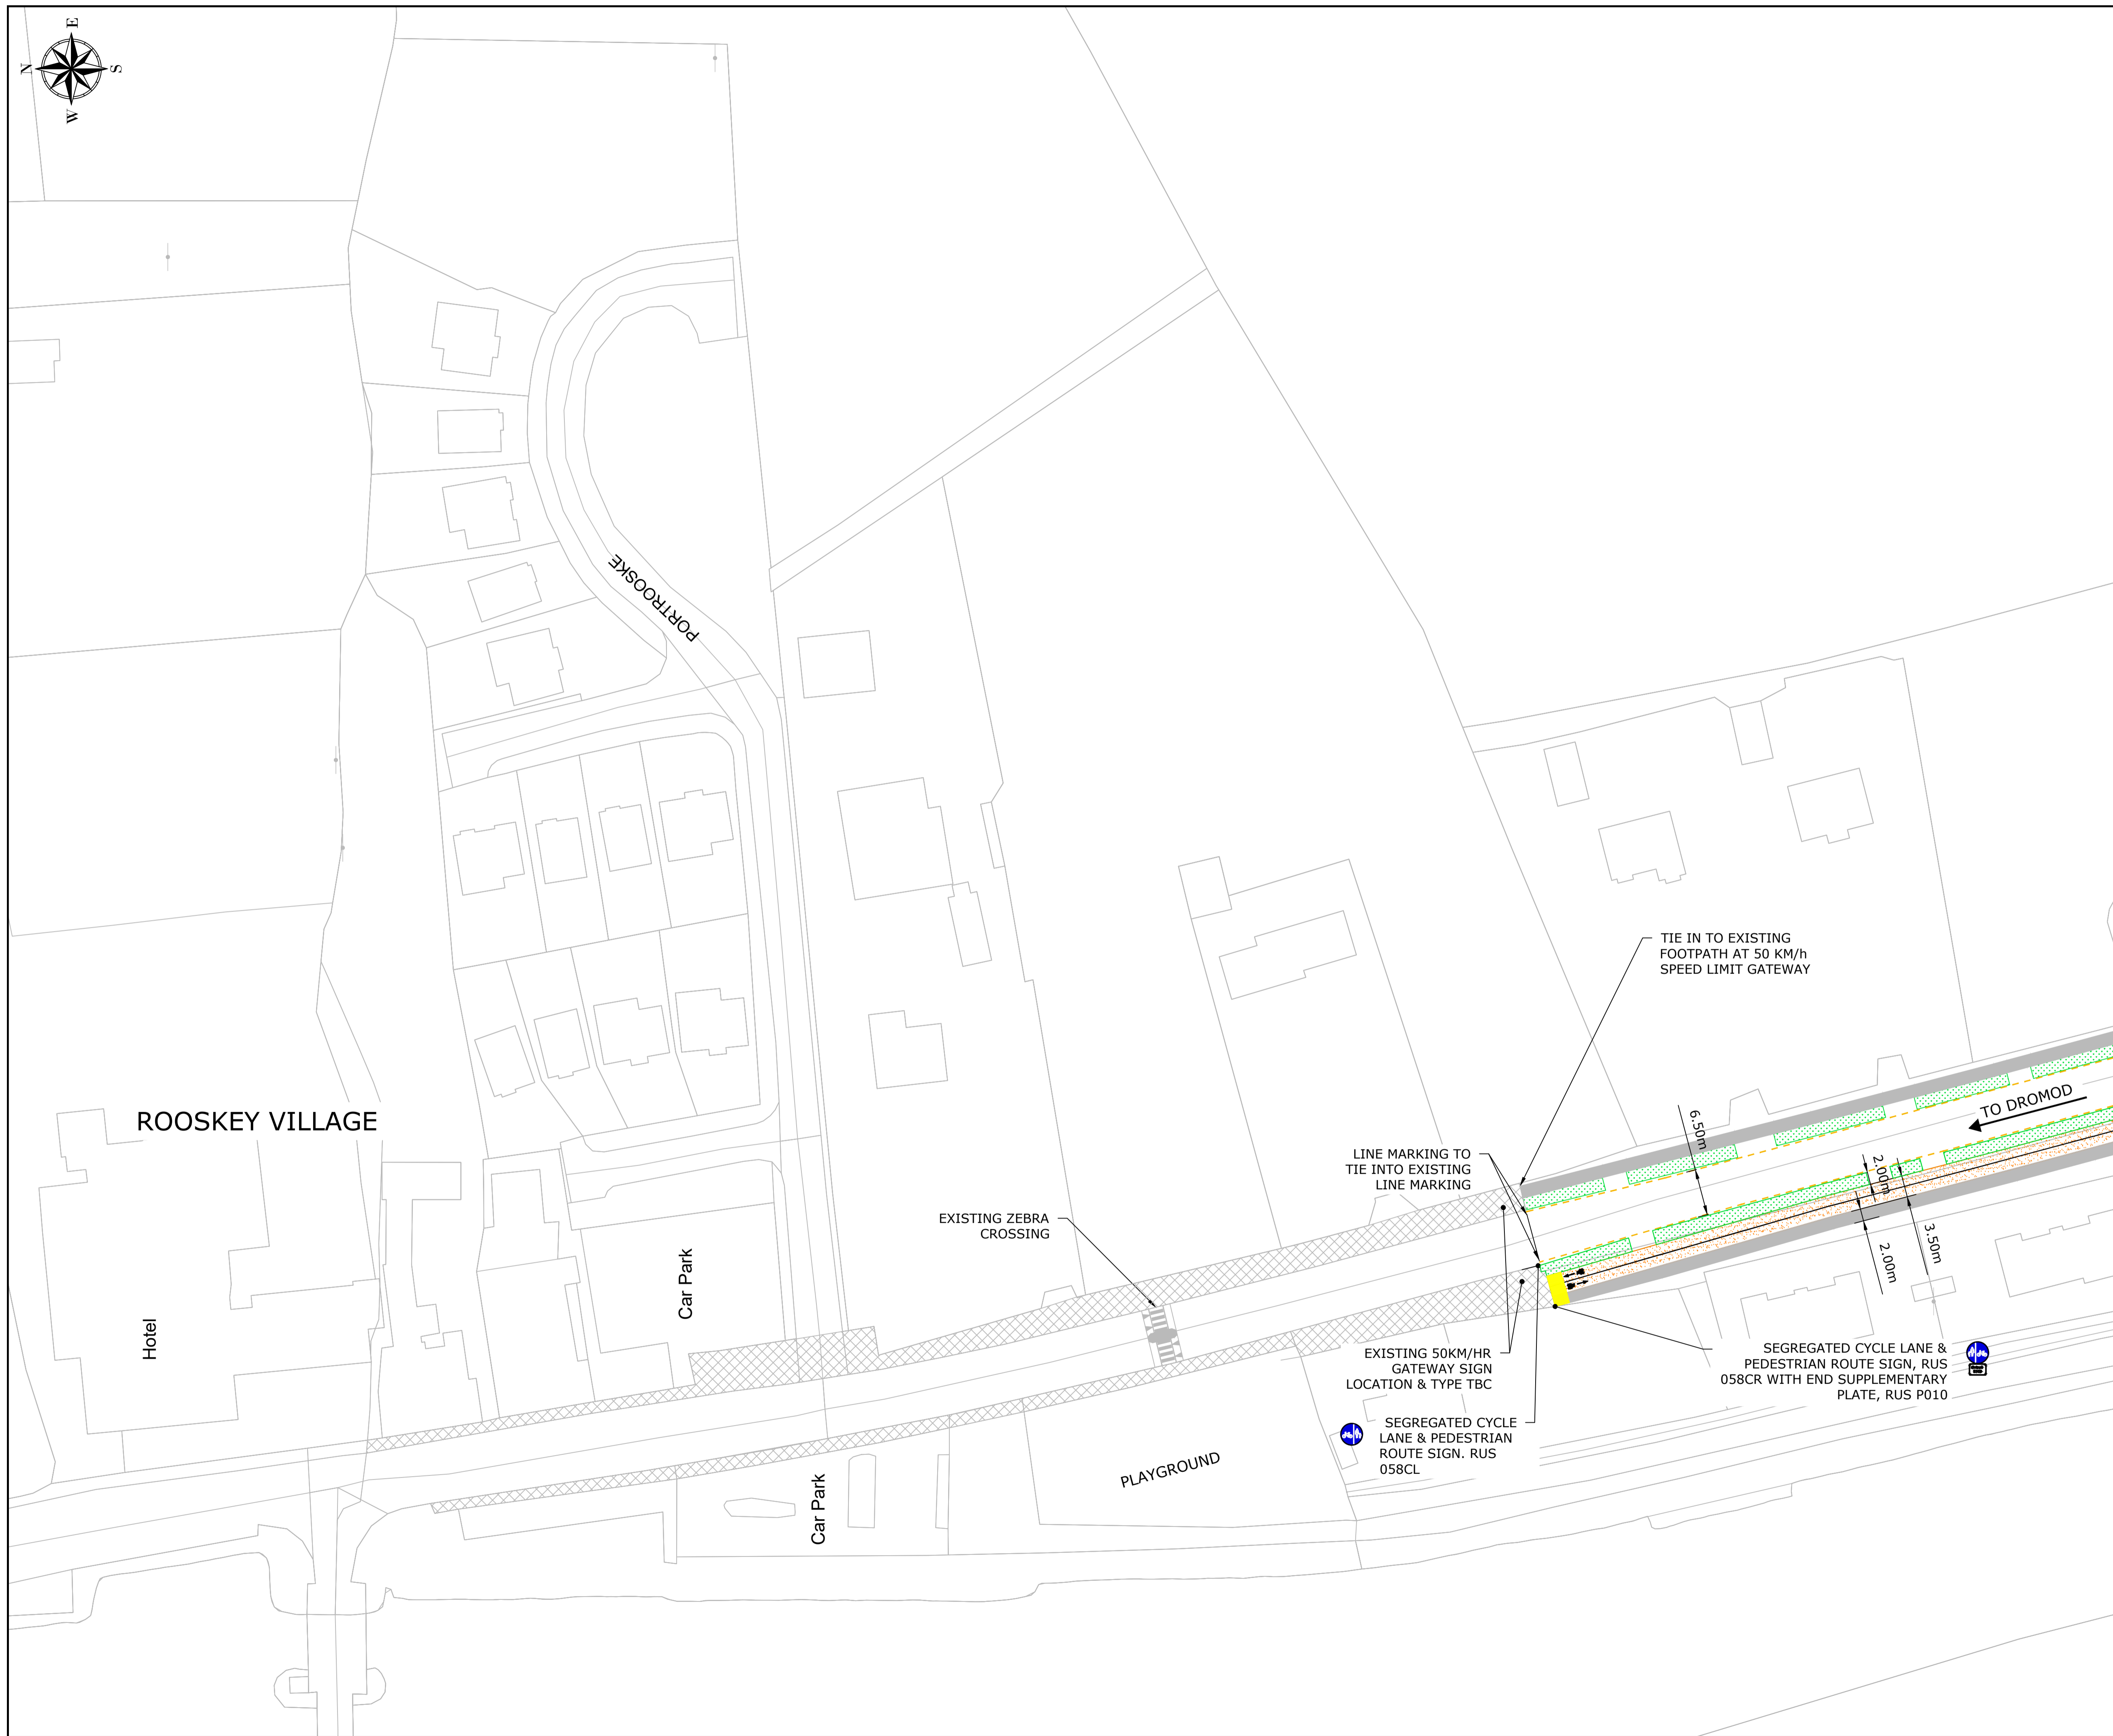 E
N
S
W
PORTROOSKE
TIE IN TO EXISTING
FOOTPATH AT 50 KM/h
SPEED LIMIT GATEWAY
ROOSKEY VILLAGE
TO DROMOD
6.50m
2.00m
3.50m
2.00m
LINE MARKING TO
TIE INTO EXISTING
LINE MARKING
EXISTING ZEBRA
CROSSING
Hotel
Car Park
EXISTING 50KM/HR
GATEWAY SIGN
LOCATION & TYPE TBC
SEGREGATED CYCLE LANE &
PEDESTRIAN ROUTE SIGN, RUS
058CR WITH END SUPPLEMENTARY
PLATE, RUS P010
SEGREGATED CYCLE
LANE & PEDESTRIAN
ROUTE SIGN. RUS
058CL
PLAYGROUND
Car Park